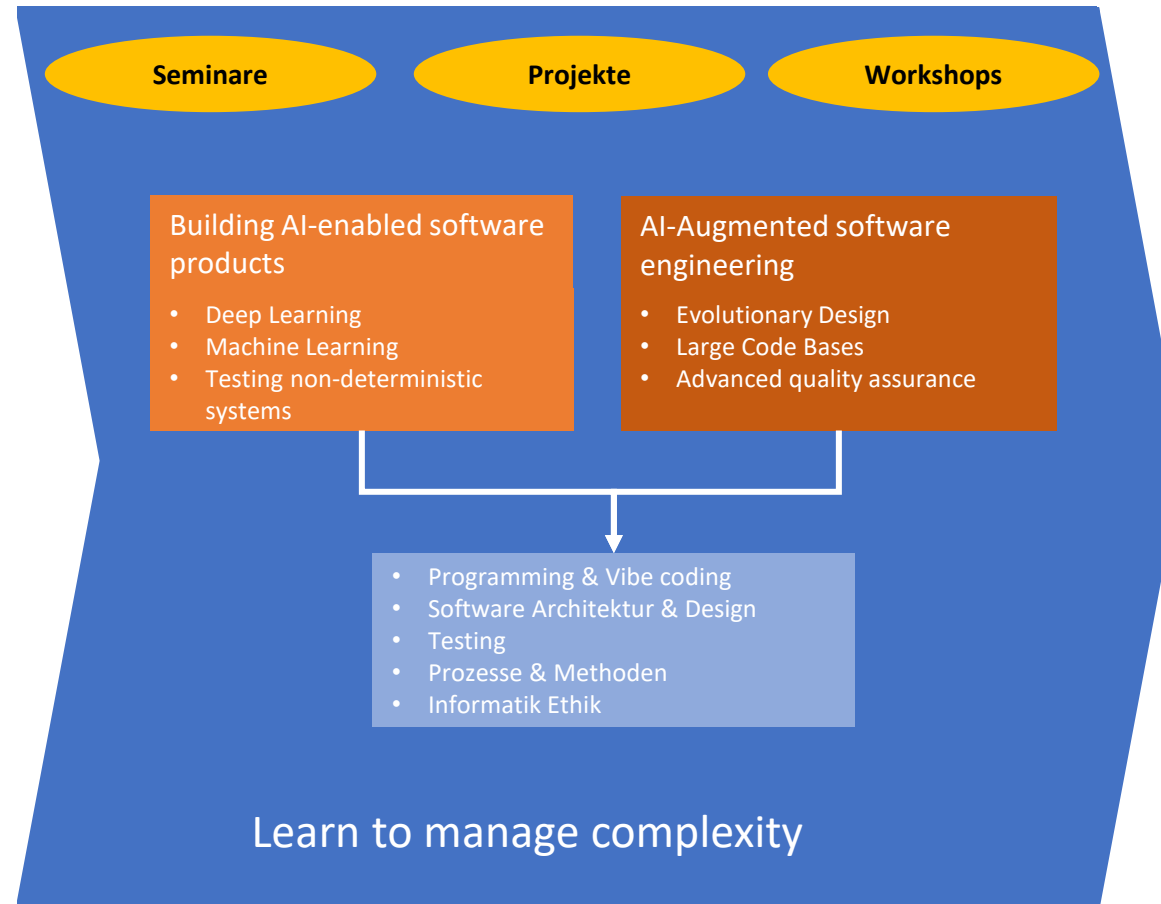 Seminare
Projekte
Workshops
Building AI-enabled software
products
• Deep Learning
• Machine Learning
• Testing non-deterministic
systems
AI-Augmented software
engineering
• Evolutionary Design
• Large Code Bases
• Advanced quality assurance
• Programming & Vibe coding
• Software Architektur & Design
• Testing
• Prozesse & Methoden
• Informatik Ethik
Learn to manage complexity